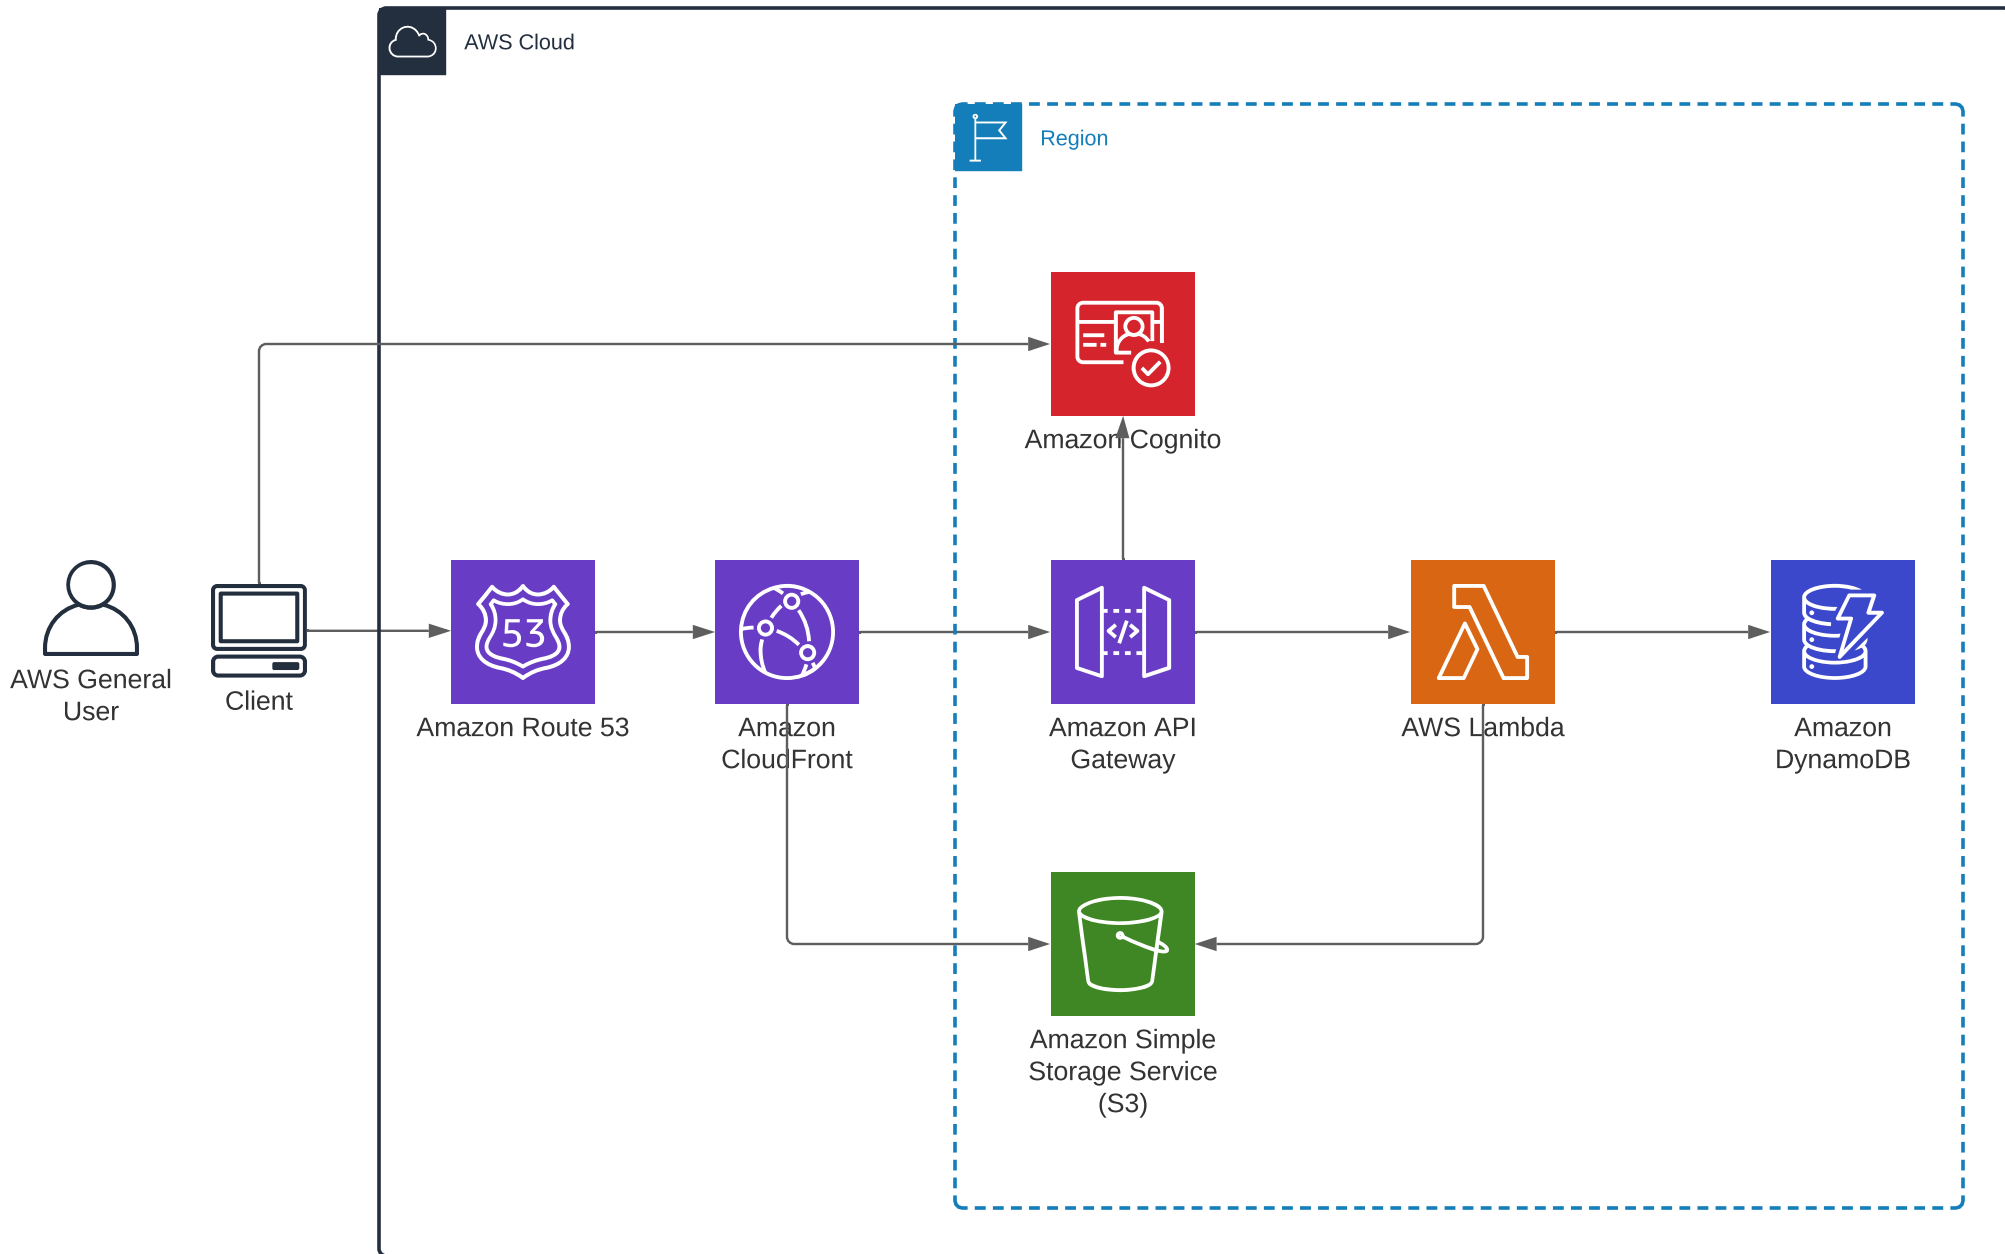 AWS Cloud
Region
Amazon Cognito
AWS General
User
Client
53
Amazon Route 53
Amazon
CloudFront
</>
Amazon API
Gateway
AWS Lambda
Amazon
DynamoDB
Amazon Simple
Storage Service
(S3)